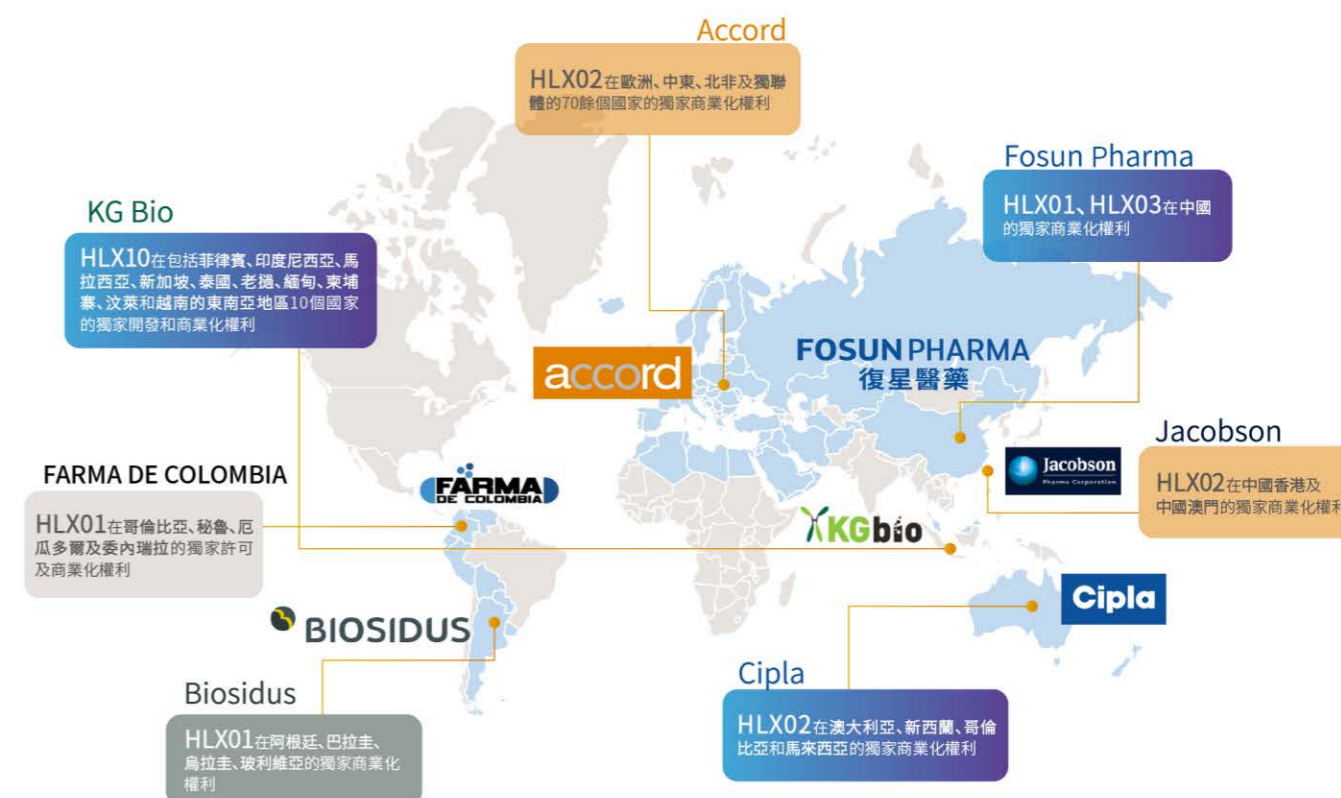 Accord
HLX02在歐洲、中東、北非及獨聯
體的70餘個國家的獨家商業化權利
Fosun Pharma
HLX01、HLX03在中國
的獨家商業化權利
KG Bio
HLX10在包括菲律賓、印度尼西亞、馬
拉西亞、新加坡、泰國、老撾、緬甸、柬埔
寨、汶萊和越南的東南亞地區10個國家
的獨家開發和商業化權利
accord
FOSUN PHARMA
復星醫藥
Jacobson
Jacobson
Pharma Corporation
HLX02在中國香港及
中國澳門的獨家商業化權利
FARMA DE COLOMBIA
FARMA
DE COLOMBIA
HLX01在哥倫比亞、秘魯、厄
瓜多爾及委內瑞拉的獨家許可
及商業化權利
KGbio
Cipla
BIOSIDUS
Biosidus
HLX01在阿根廷、巴拉圭、
烏拉圭、玻利維亞的獨家商業化
權利
Cipla
HLX02在澳大利亞、新西蘭、哥倫
比亞和馬來西亞的獨家商業化權利